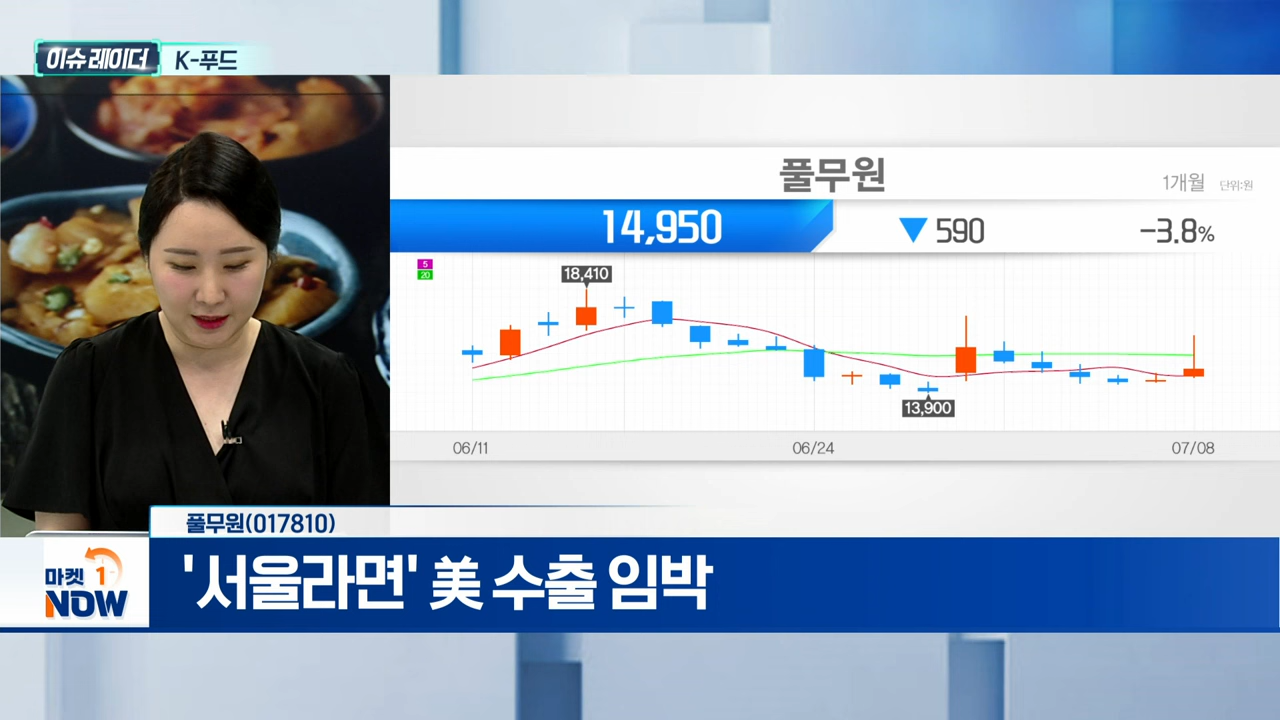 이슈레이더 K-푸드
풀무원
1개월 단위:원
14,950 ▼590 -3.8%
5
20
18,410
13,900
06/11 06/24 07/08
풀무원(017810)
'서울라면' 美 수출 임박
마켓 1
NOW